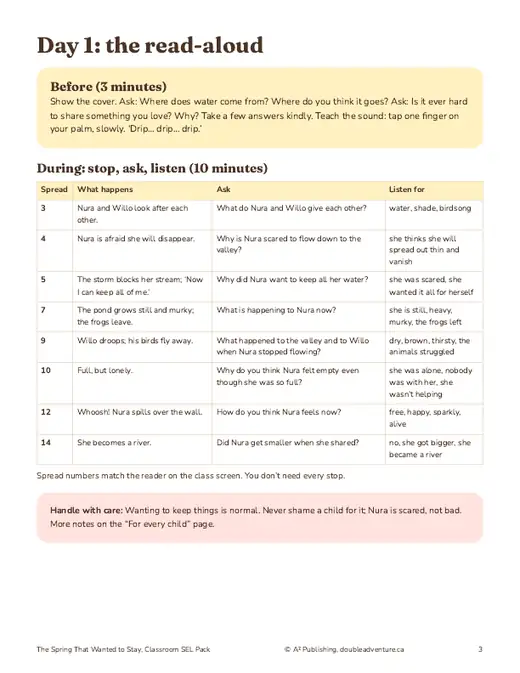 Day 1: the read-aloud
Before (3 minutes)
Show the cover. Ask: Where does water come from? Where do you think it goes? Ask: Is it ever hard
to share something you love? Why? Take a few answers kindly. Teach the sound: tap one finger on
your palm, slowly. ‘Drip... drip... drip.’
During: stop, ask, listen (10 minutes)
Spread What happens Ask Listen for
3 Nura and Willo look after each What do Nura and Willo give each other? water, shade, birdsong
other.
4 Nura is afraid she will disappear. Why is Nura scared to flow down to the she thinks she will
valley? spread out thin and
vanish
5 The storm blocks her stream; ‘Now Why did Nura want to keep all her water? she was scared, she
I can keep all of me.’ wanted it all for herself
7 The pond grows still and murky; What is happening to Nura now? she is still, heavy,
the frogs leave. murky, the frogs left
9 Willo droops; his birds fly away. What happened to the valley and to Willo dry, brown, thirsty, the
when Nura stopped flowing? animals struggled
10 Full, but lonely. Why do you think Nura felt empty even she was alone, nobody
though she was so full? was with her, she
wasn't helping
12 Whoosh! Nura spills over the wall. How do you think Nura feels now? free, happy, sparkly,
alive
14 She becomes a river. Did Nura get smaller when she shared? no, she got bigger, she
became a river
Spread numbers match the reader on the class screen. You don't need every stop.
Handle with care: Wanting to keep things is normal. Never shame a child for it; Nura is scared, not bad.
More notes on the “For every child” page.
The Spring That Wanted to Stay, Classroom SEL Pack © A² Publishing, doubleadventure.ca 3